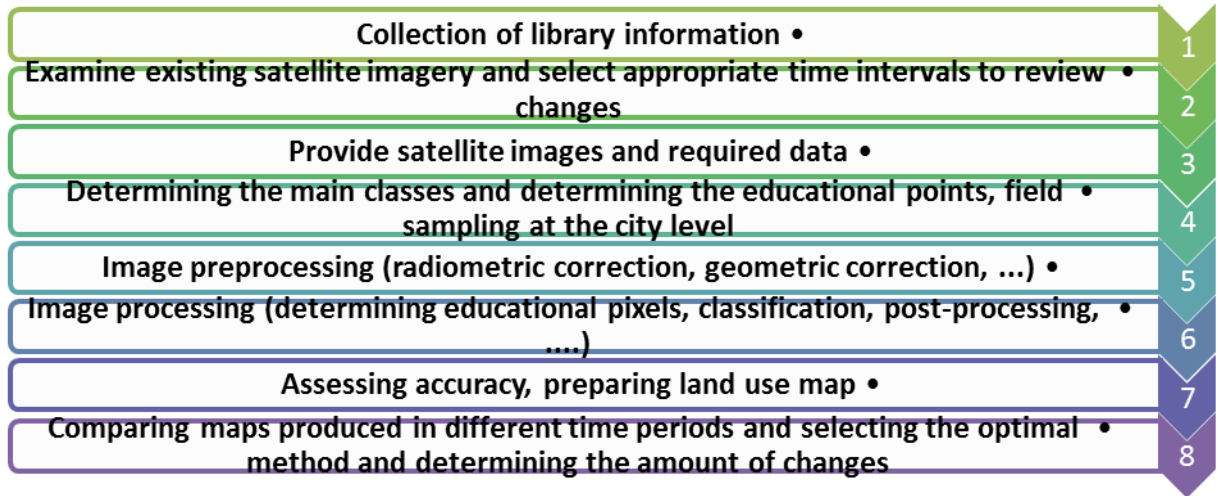 Collection of library information •
1
Examine existing satellite imagery and select appropriate time intervals to review •
changes
2
Provide satellite images and required data •
3
Determining the main classes and determining the educational points, field •
sampling at the city level
4
Image preprocessing (radiometric correction, geometric correction, ...) •
5
Image processing (determining educational pixels, classification, post-processing, •
....)
6
Assessing accuracy, preparing land use map •
7
Comparing maps produced in different time periods and selecting the optimal •
method and determining the amount of changes
8